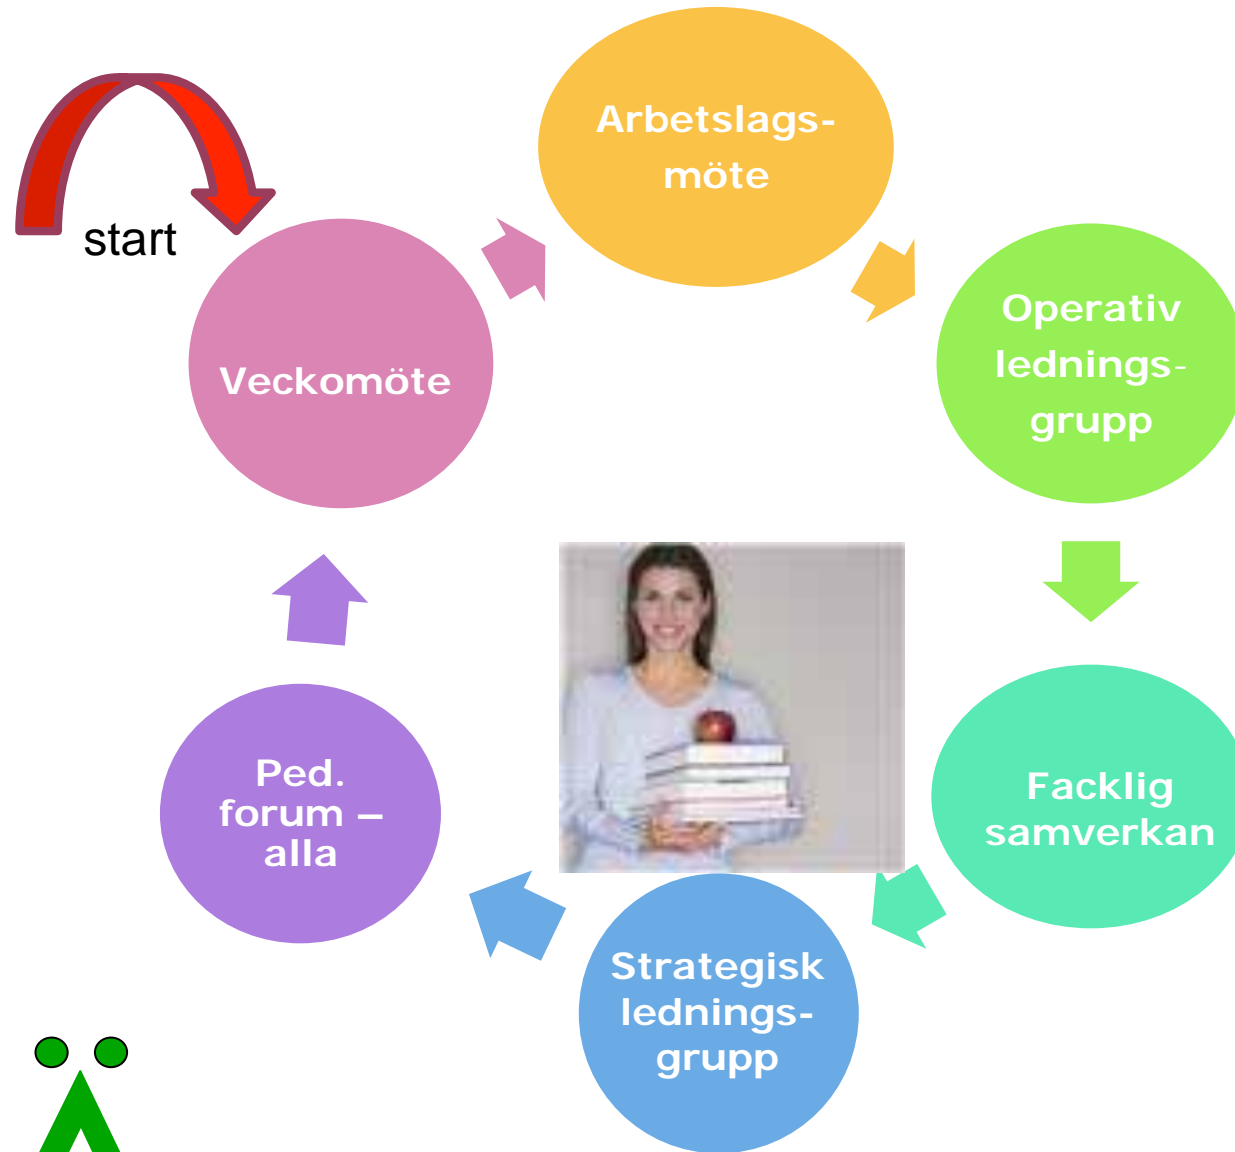 start
Veckomöte
Arbetslags-
möte
Operativ
lednings-
grupp
Facklig
samverkan
Strategisk
lednings-
grupp
Ped.
forum –
alla
Ä